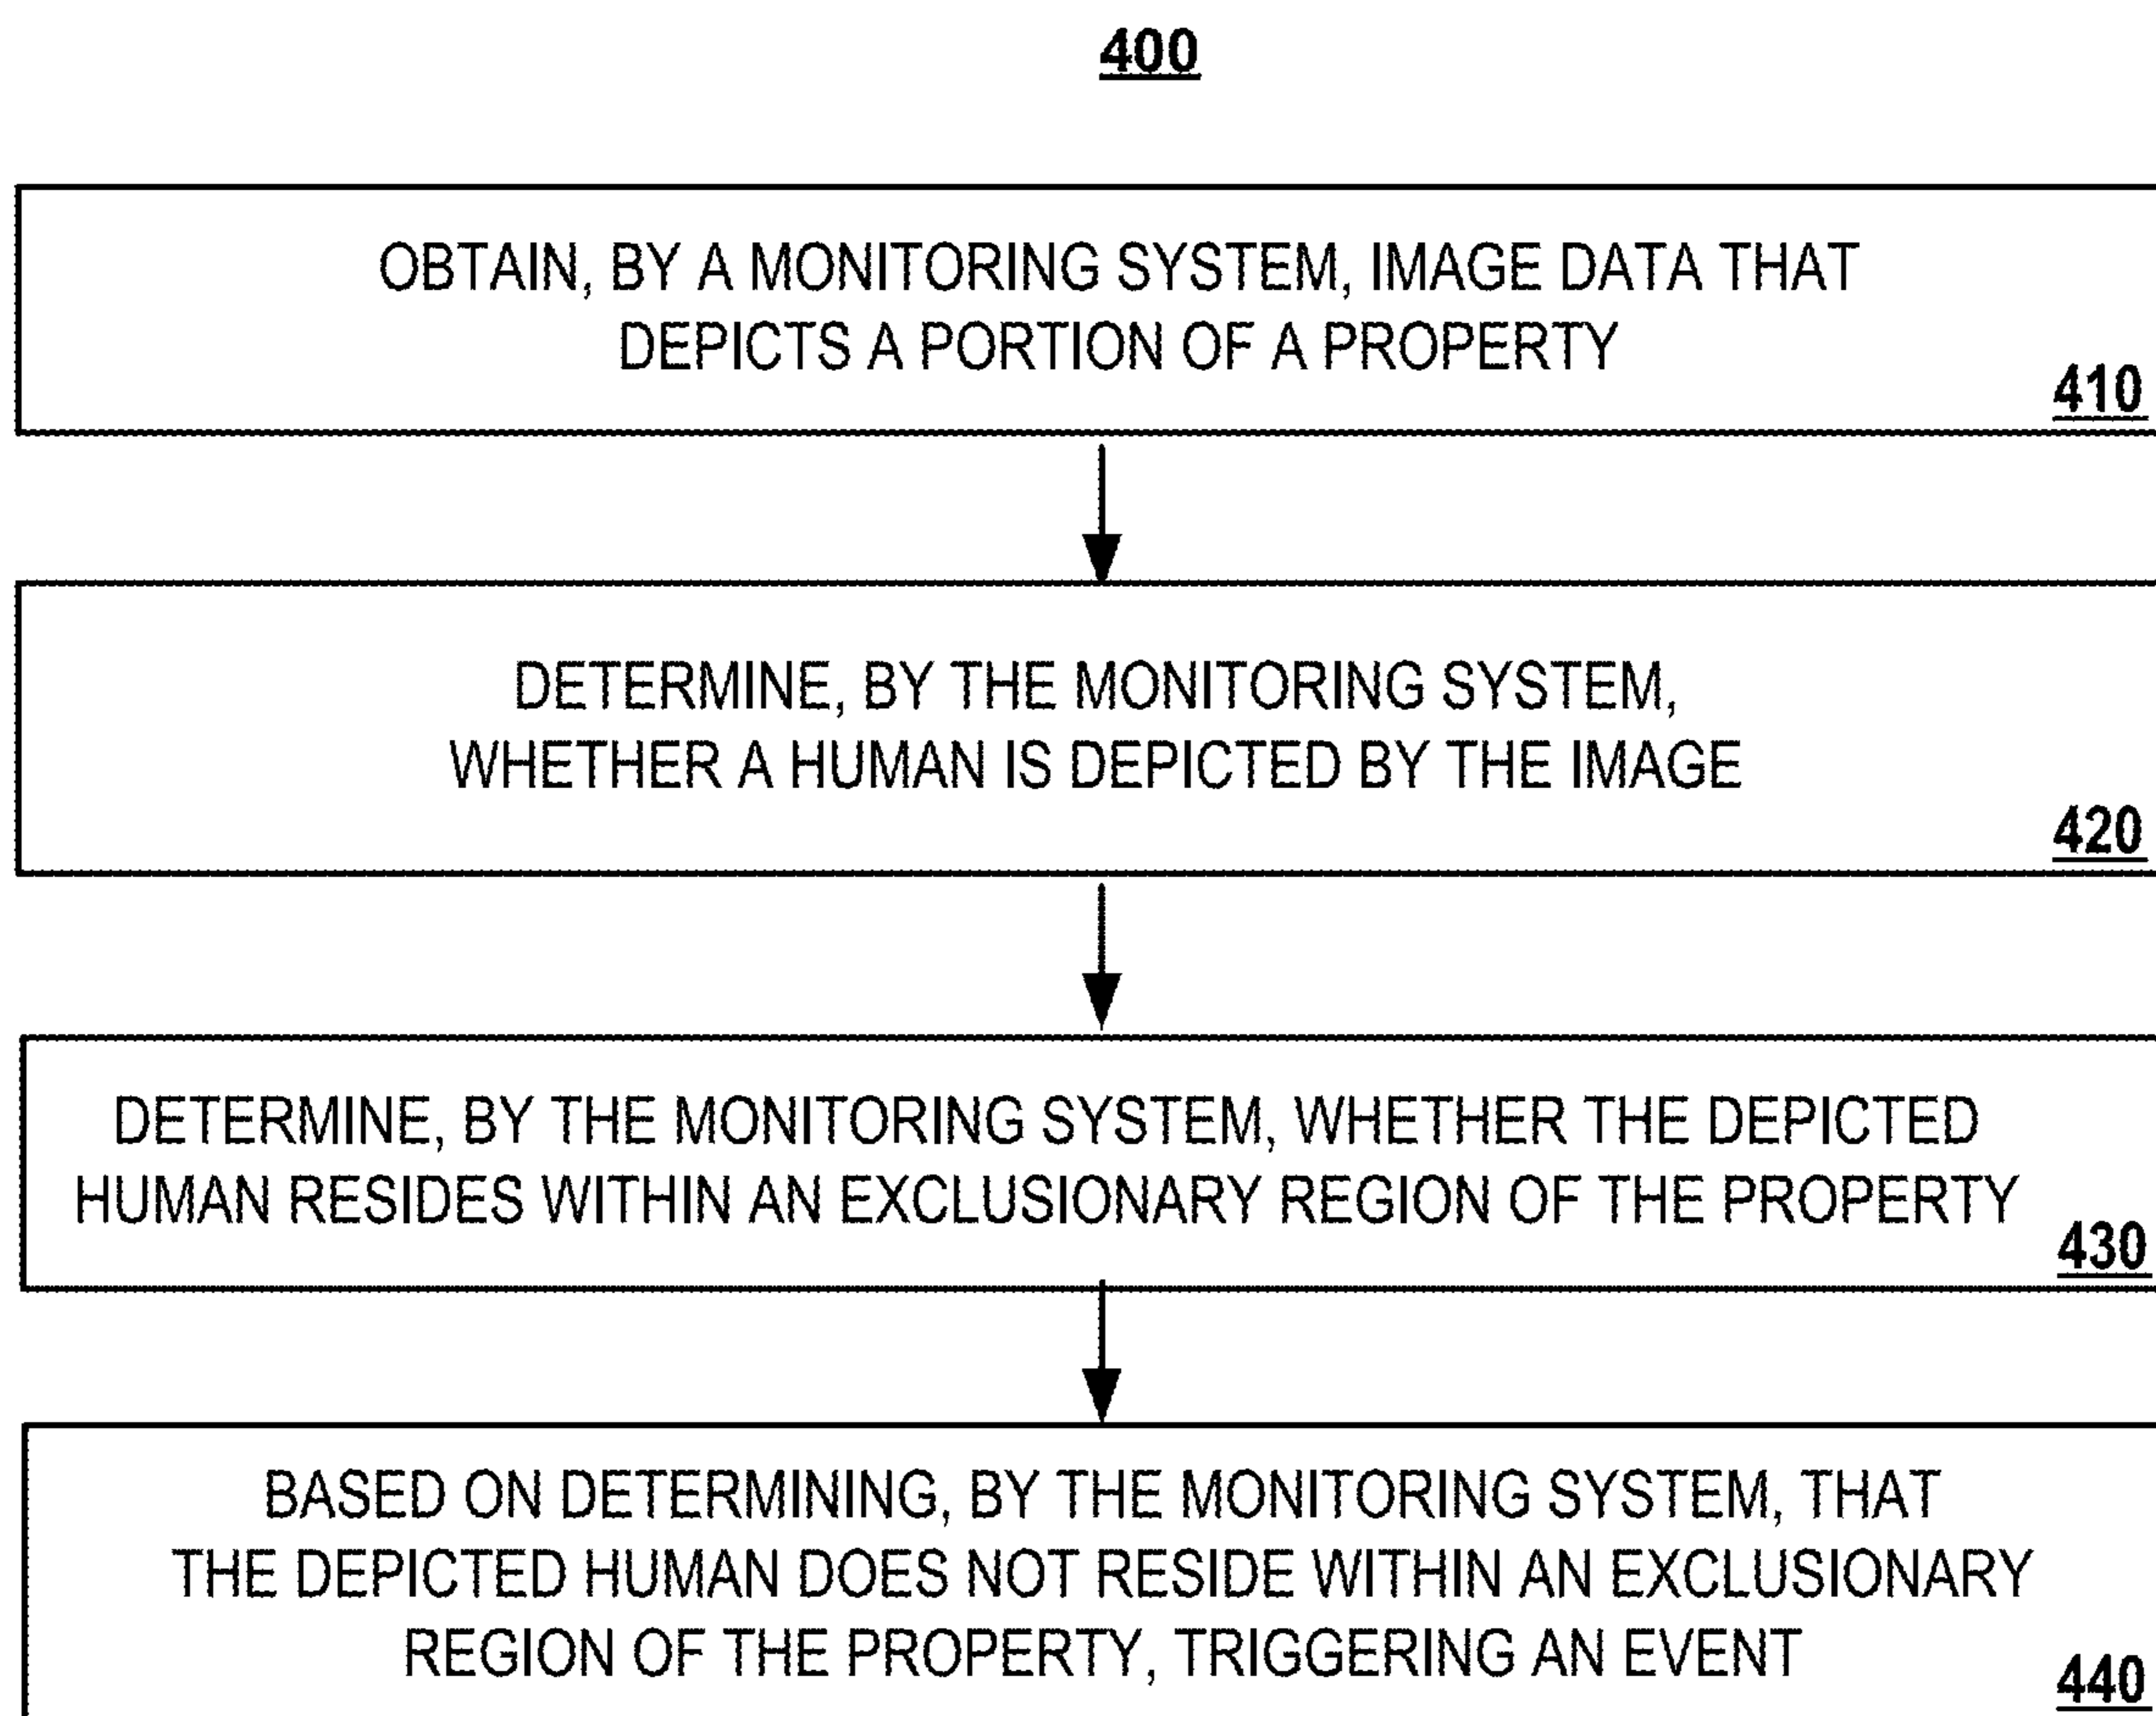 400
OBTAIN, BY A MONITORING SYSTEM, IMAGE DATA THAT
DEPICTS A PORTION OF A PROPERTY
410
DETERMINE, BY THE MONITORING SYSTEM,
WHETHER A HUMAN IS DEPICTED BY THE IMAGE
420
DETERMINE, BY THE MONITORING SYSTEM, WHETHER THE DEPICTED
HUMAN RESIDES WITHIN AN EXCLUSIONARY REGION OF THE PROPERTY
430
BASED ON DETERMINING, BY THE MONITORING SYSTEM, THAT
THE DEPICTED HUMAN DOES NOT RESIDE WITHIN AN EXCLUSIONARY
REGION OF THE PROPERTY, TRIGGERING AN EVENT
440